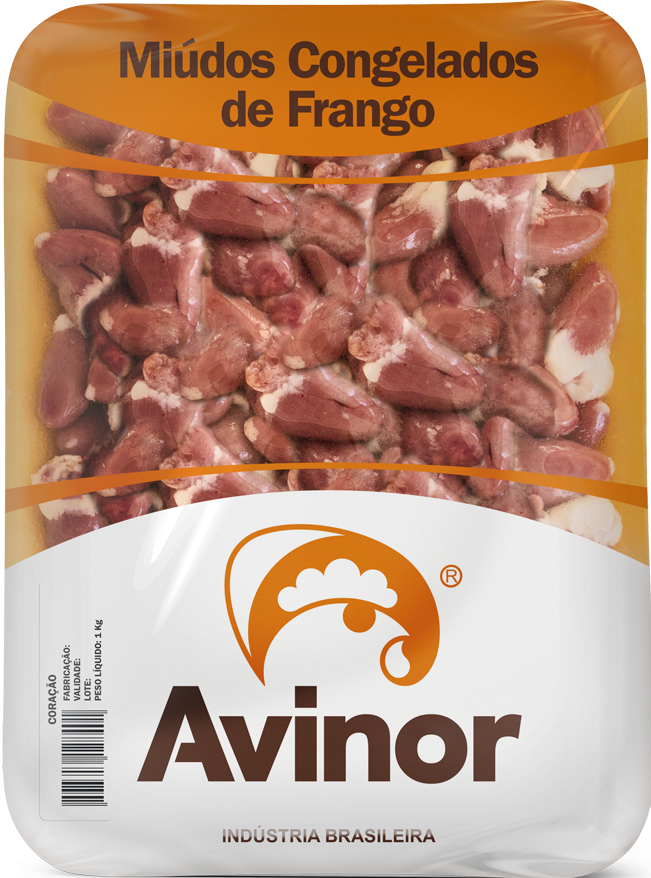 Miúdos Congelados
de Frango
®
Avinor
INDÚSTRIA BRASILEIRA
CORAÇÃO
FABRICAÇÃO:
VALIDADE:
LOTE:
PESO LÍQUIDO: 1 Kg